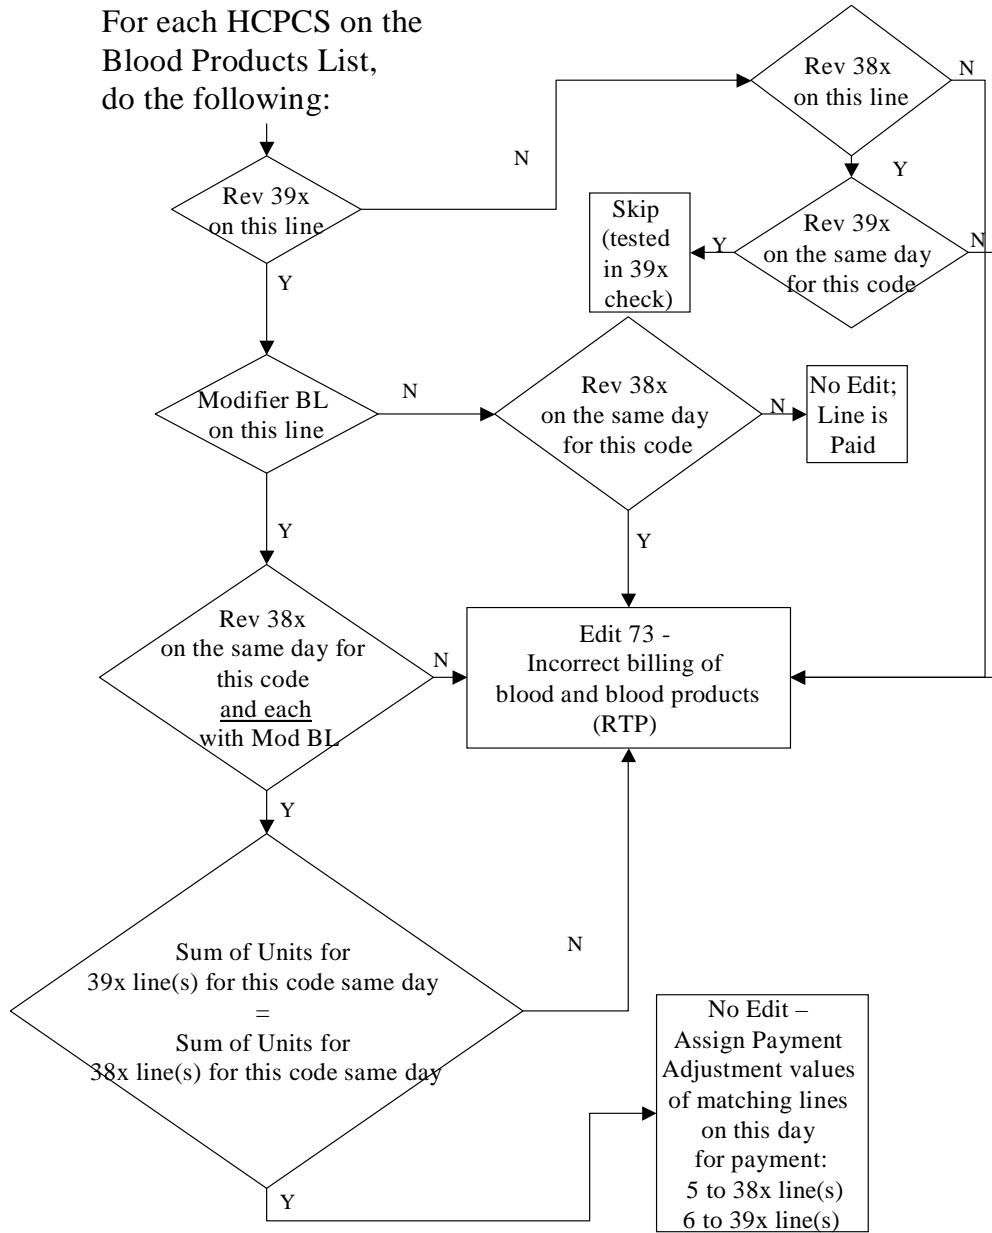 For each HCPCS on the
Blood Products List,
do the following:
Rev 38x
on this line
N
N
Y
Rev 39x
on this line
Skip
(tested
in 39x
check)
Y
Rev 39x
on the same day
for this code
N
Y
Modifier BL
on this line
N
Rev 38x
on the same day
for this code
N
No Edit;
Line is
Paid
Y
Y
Rev 38x
on the same day for
this code
and each
with Mod BL
N
Edit 73 -
Incorrect billing of
blood and blood products
(RTP)
Y
Sum of Units for
39x line(s) for this code same day
=
Sum of Units for
38x line(s) for this code same day
N
No Edit –
Assign Payment
Adjustment values
of matching lines
on this day
for payment:
5 to 38x line(s)
6 to 39x line(s)
Y